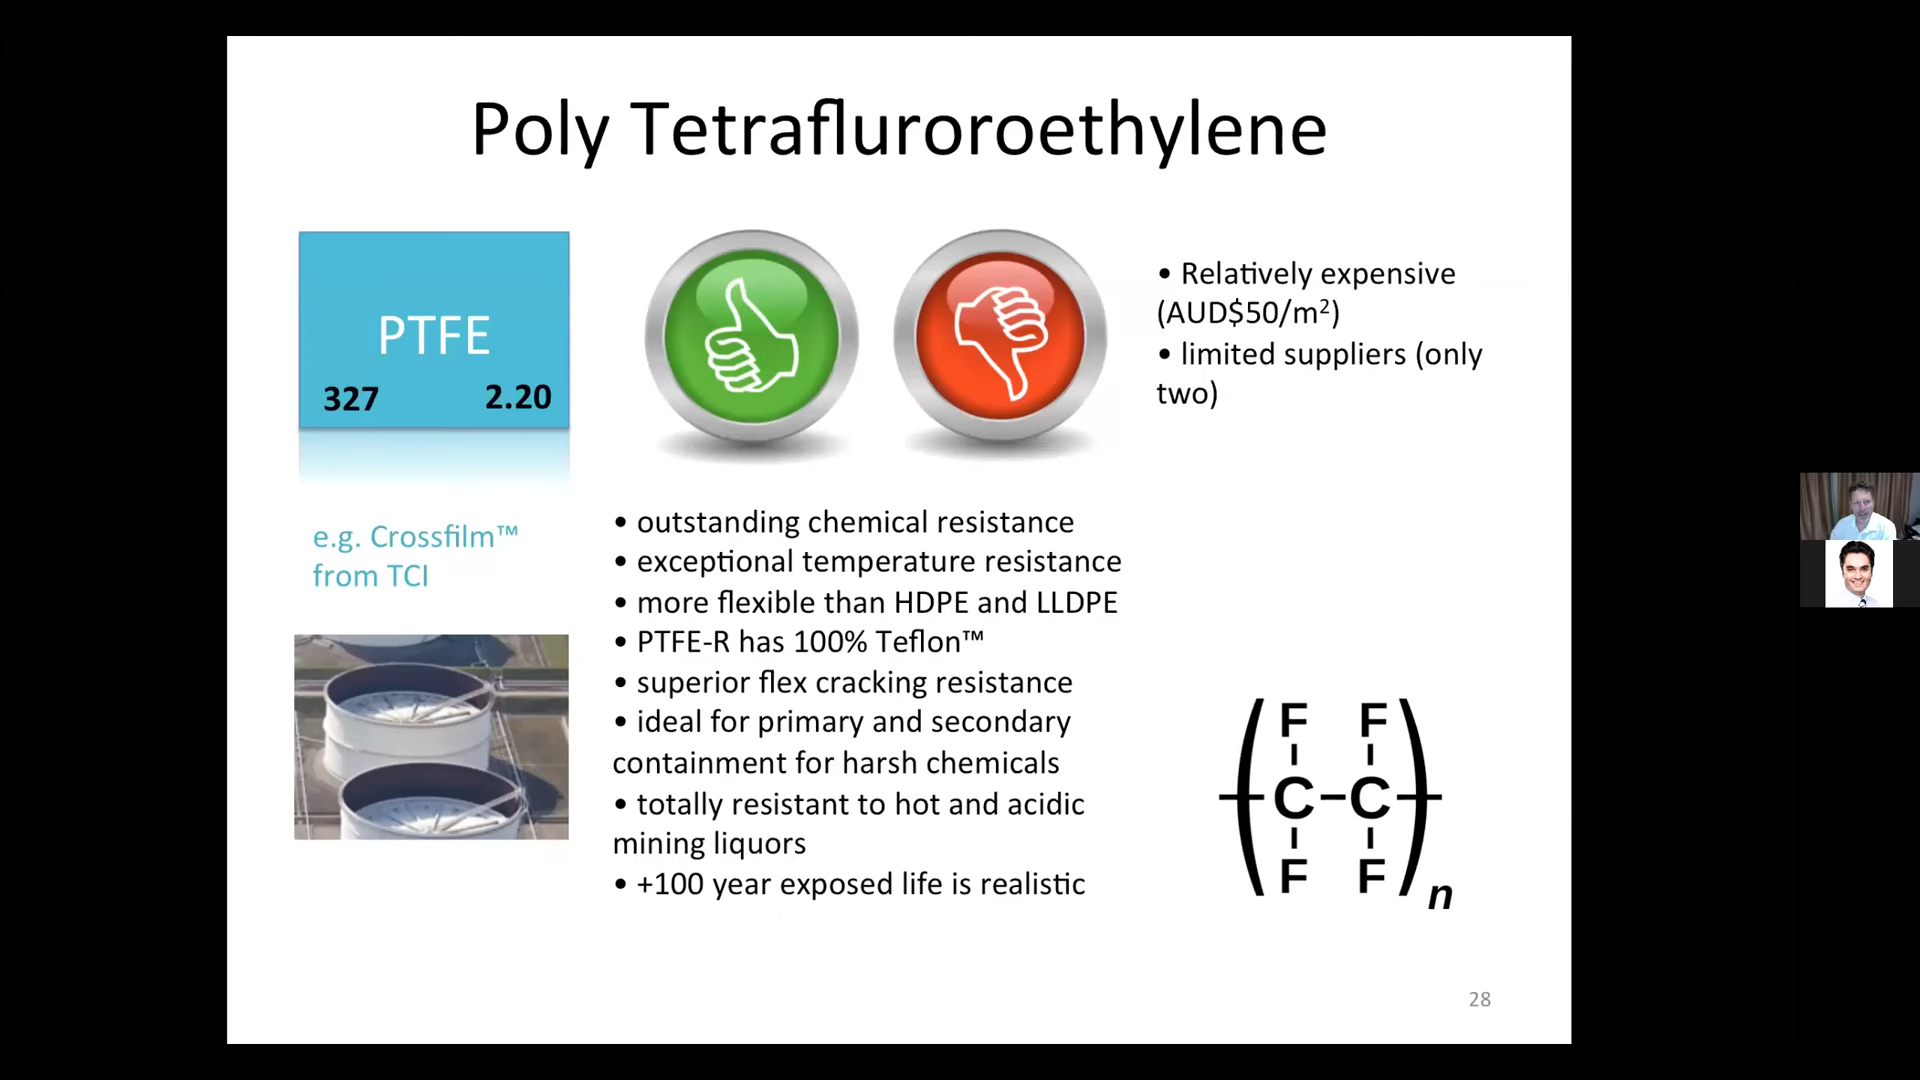 Poly Tetrafluroroethylene
PTFE
327 2.20
• Relatively expensive
(AUD$50/m²)
• limited suppliers (only
two)
e.g. Crossfilm™
from TCI
• outstanding chemical resistance
• exceptional temperature resistance
• more flexible than HDPE and LLDPE
• PTFE-R has 100% Teflon™
• superior flex cracking resistance
• ideal for primary and secondary
containment for harsh chemicals
• totally resistant to hot and acidic
mining liquors
• +100 year exposed life is realistic
F F
C C
F F
n
28